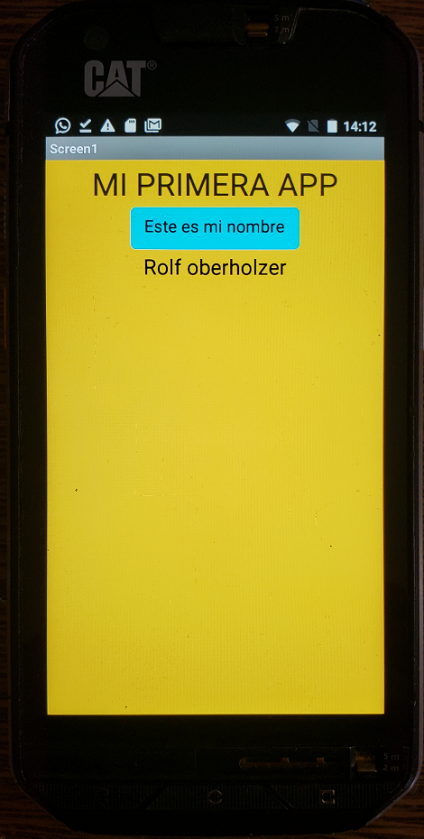 CAT®
14:12
Screen1
MI PRIMERA APP
Este es mi nombre
Rolf oberholzer